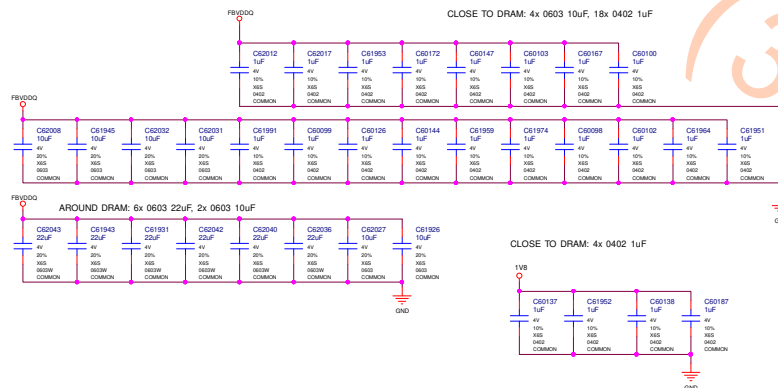 FBVDDQ
CLOSE TO DRAM: 4x 0603 10uF, 18x 0402 1uF
C62012 C62017 C61953 C60172 C60147 C60103 C60167 C60100
1uF 1uF 1uF 1uF 1uF 1uF 1uF 1uF
4V 4V 4V 4V 4V 4V 4V 4V
10% 10% 10% 10% 10% 10% 10% 10%
X6S X6S X6S X6S X6S X6S X6S X6S
0402 0402 0402 0402 0402 0402 0402 0402
COMMON COMMON COMMON COMMON COMMON COMMON COMMON COMMON
FBVDDQ
C62008 C61945 C62032 C62031 C61991 C60099 C60126 C60144 C61959 C61974 C60098 C60102 C61964 C61951
10uF 10uF 10uF 10uF 1uF 1uF 1uF 1uF 1uF 1uF 1uF 1uF 1uF 1uF
4V 4V 4V 4V 4V 4V 4V 4V 4V 4V 4V 4V 4V 4V
20% 20% 20% 20% 10% 10% 10% 10% 10% 10% 10% 10% 10% 10%
X6S X6S X6S X6S X6S X6S X6S X6S X6S X6S X6S X6S X6S X6S
0603 0603 0603 0603 0402 0402 0402 0402 0402 0402 0402 0402 0402 0402
COMMON COMMON COMMON COMMON COMMON COMMON COMMON COMMON COMMON COMMON COMMON COMMON COMMON COMMON
FBVDDQ
AROUND DRAM: 6x 0603 22uF, 2x 0603 10uF
C62043 C61943 C61931 C62042 C62040 C62036 C62027 C61926
22uF 22uF 22uF 22uF 22uF 22uF 10uF 10uF
4V 4V 4V 4V 4V 4V 4V 4V
20% 20% 20% 20% 20% 20% 20% 20%
X6S X6S X6S X6S X6S X6S X6S X6S
0603W 0603W 0603W 0603W 0603W 0603W 0603 0603
COMMON COMMON COMMON COMMON COMMON COMMON COMMON COMMON
GND
CLOSE TO DRAM: 4x 0402 1uF
1V8
C60137 C61952 C60138 C60187
1uF 1uF 1uF 1uF
4V 4V 4V 4V
10% 10% 10% 10%
X6S X6S X6S X6S
0402 0402 0402 0402
COMMON COMMON COMMON COMMON
GND